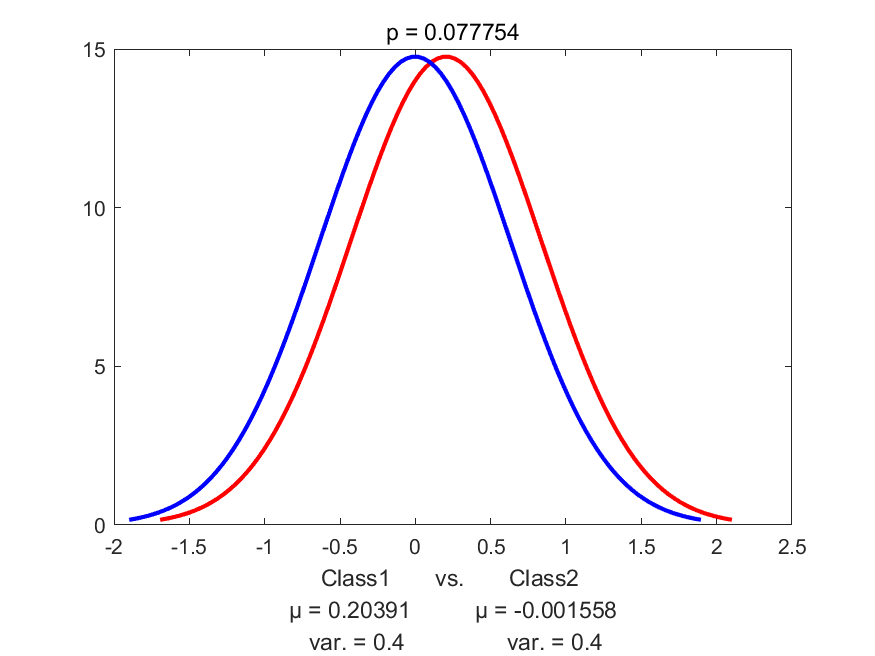 p = 0.077754
15
10
5
0
-2 -1.5 -1 -0.5 0 0.5 1 1.5 2 2.5
Class1 vs. Class2
μ = 0.20391 μ = -0.001558
var. = 0.4 var. = 0.4